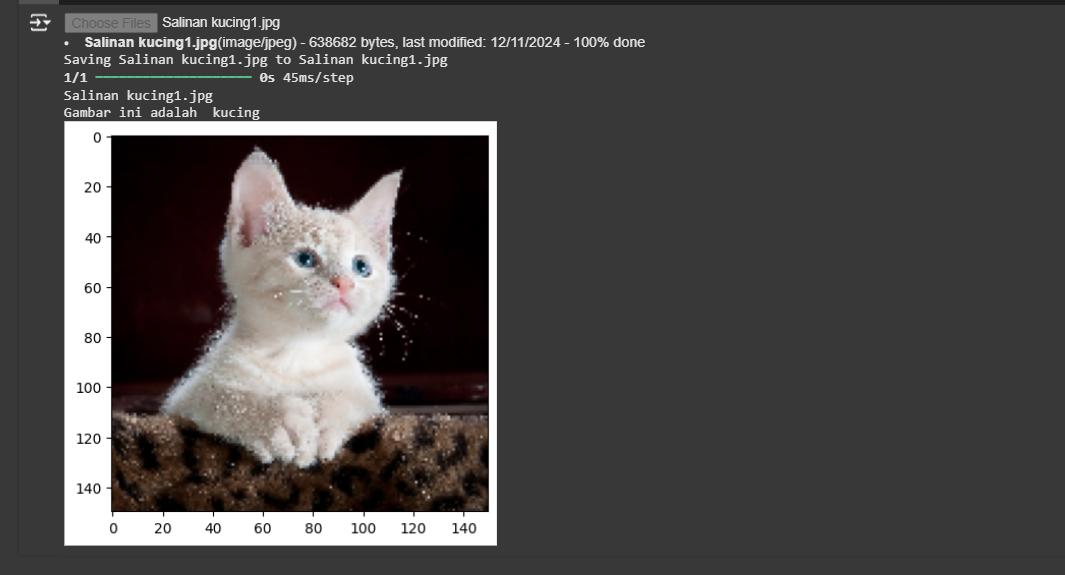 Choose Files Salinan kucing1.jpg
• Salinan kucing1.jpg(image/jpeg) - 638682 bytes, last modified: 12/11/2024 - 100% done
Saving Salinan kucing1.jpg to Salinan kucing1.jpg
1/1 ━━━━━━━━━━━━━━━━━━━━ 0s 45ms/step
Salinan kucing1.jpg
Gambar ini adalah  kucing
0
20
40
60
80
100
120
140
0 20 40 60 80 100 120 140